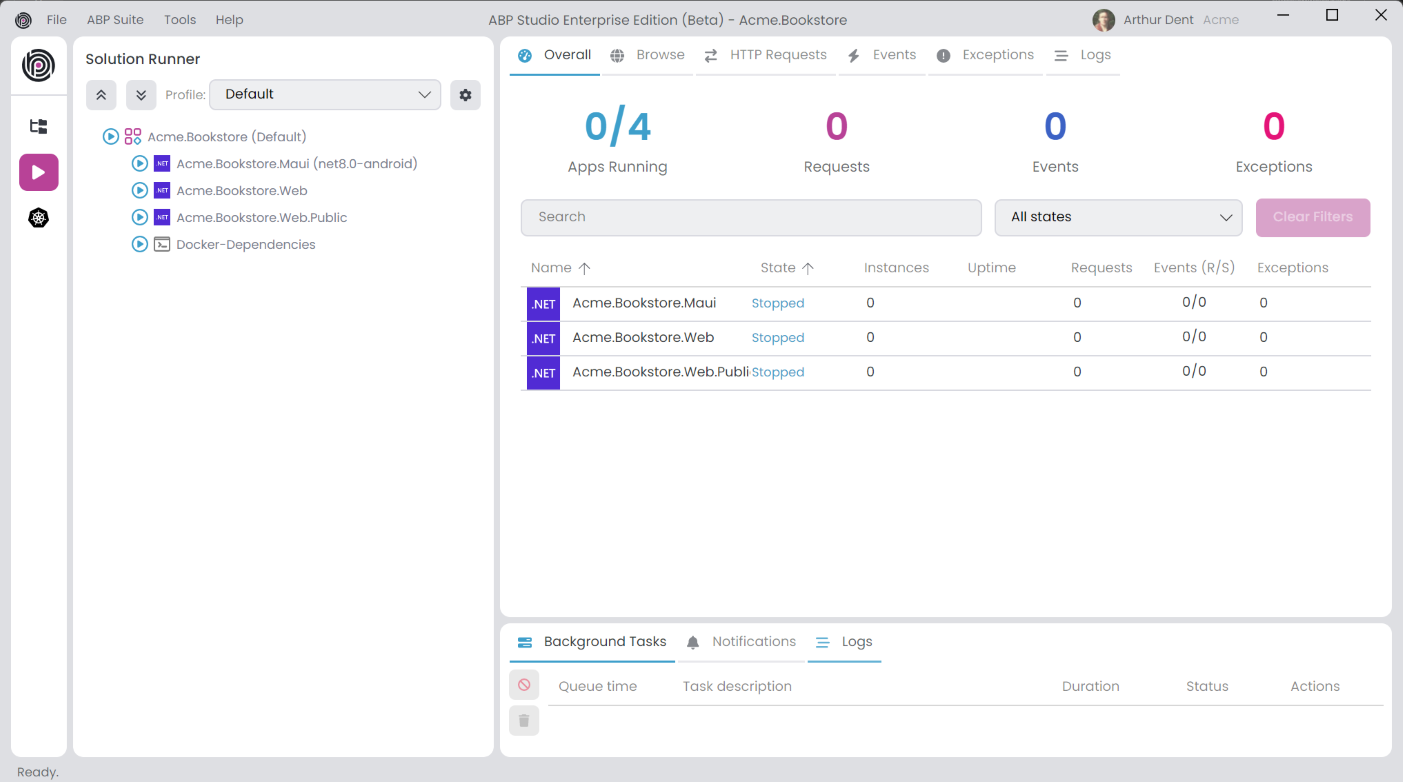 File ABP Suite Tools Help ABP Studio Enterprise Edition (Beta) - Acme.Bookstore Arthur Dent Acme
Solution Runner
Profile: Default
Acme.Bookstore (Default)
.NET Acme.Bookstore.Maui (net8.0-android)
.NET Acme.Bookstore.Web
.NET Acme.Bookstore.Web.Public
Docker-Dependencies
Overall Browse HTTP Requests Events Exceptions Logs
0/4 0 0 0
Apps Running Requests Events Exceptions
Search All states Clear Filters
Name State Instances Uptime Requests Events (R/S) Exceptions
.NET Acme.Bookstore.Maui Stopped 0 0 0/0 0
.NET Acme.Bookstore.Web Stopped 0 0 0/0 0
.NET Acme.Bookstore.Web.Publi Stopped 0 0 0/0 0
Background Tasks Notifications Logs
Queue time Task description Duration Status Actions
Ready.